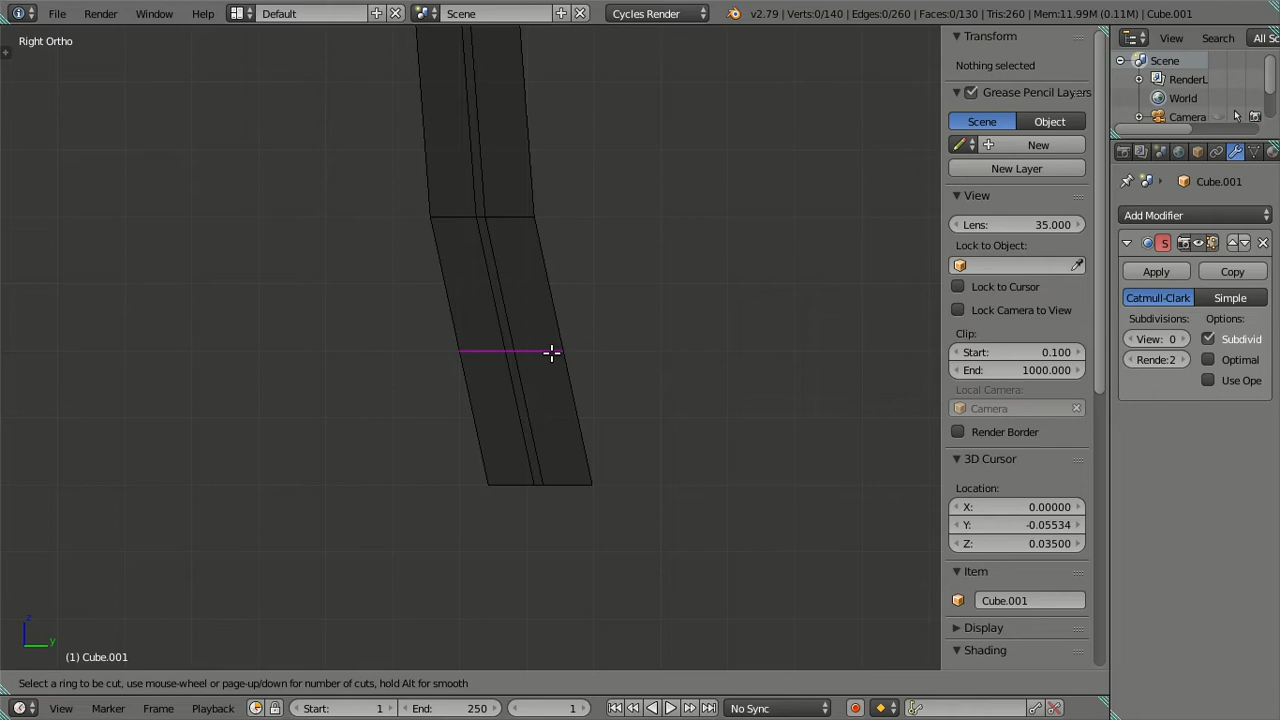 File Render Window Help Default Scene Cycles Render v2.79 | Verts:0/140 | Edges:0/260 | Faces:0/130 | Tris:260 | Mem:11.99M (0.11M) | Cube.001
Right Ortho
Transform
Nothing selected
Grease Pencil Layers
Scene Object
New
New Layer
View
Lens: 35.000
Lock to Object:
Lock to Cursor
Lock Camera to View
Clip:
Start: 0.100
End: 1000.000
Local Camera:
Camera
Render Border
3D Cursor
Location:
X: 0.00000
Y: -0.05534
Z: 0.03500
Item
Cube.001
Display
Shading
View Search All Sc
Scene
RenderL
World
Camera
Cube.001
Add Modifier
S
Apply Copy
Catmull-Clark Simple
Subdivisions: Options:
View: 0 Subdivid
Rende: 2 Optimal
Use Ope
z
y
(1) Cube.001
Select a ring to be cut, use mouse-wheel or page-up/down for number of cuts, hold Alt for smooth
View Marker Frame Playback Start: 1 End: 250 1 No Sync